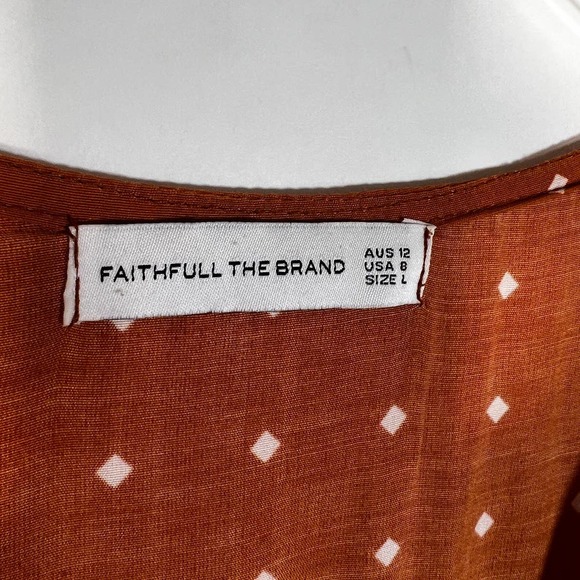 FAITHFULL THE BRAND
AUS 12
USA 8
SIZE L